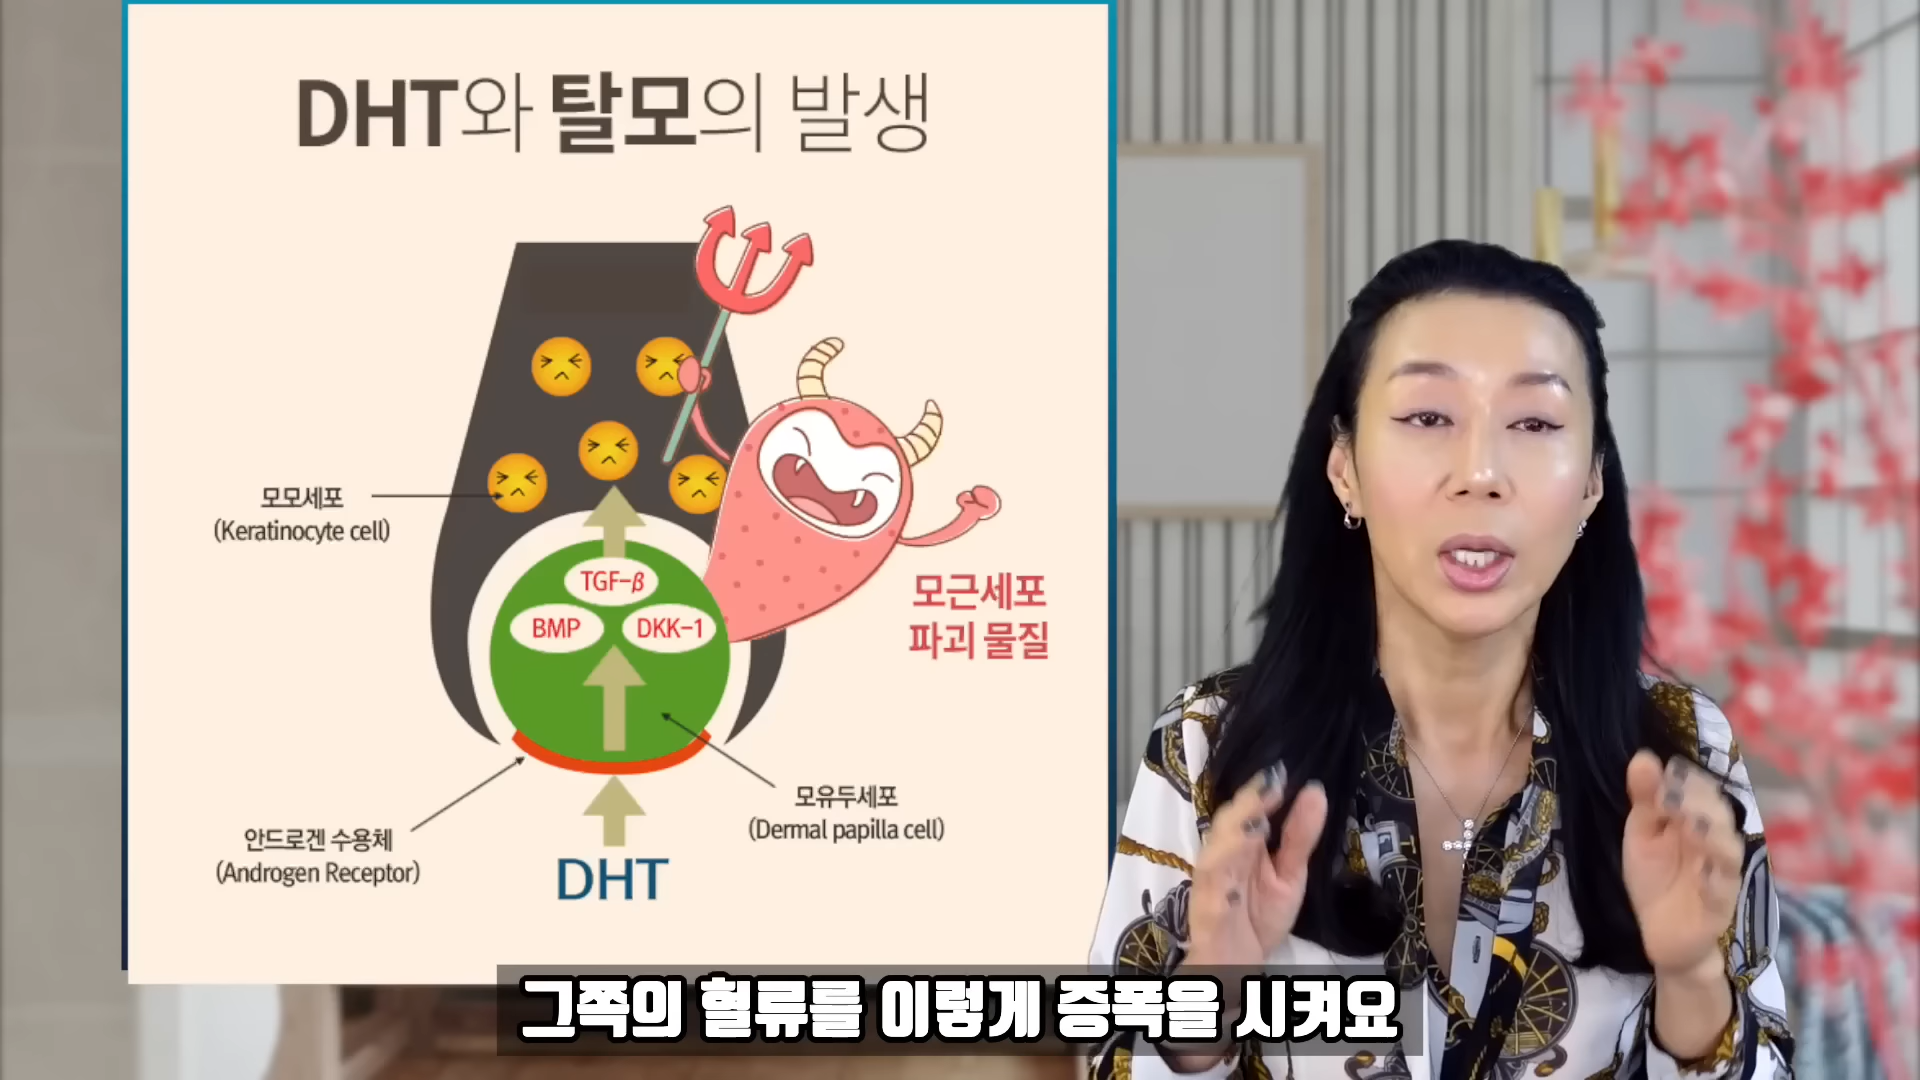 DHT와 탈모의 발생
모모세포
(Keratinocyte cell)
TGF-β
BMP
DKK-1
모근세포
파괴 물질
모유두세포
(Dermal papilla cell)
안드로겐 수용체
(Androgen Receptor)
DHT
그쪽의 혈류를 이렇게 증폭을 시켜요